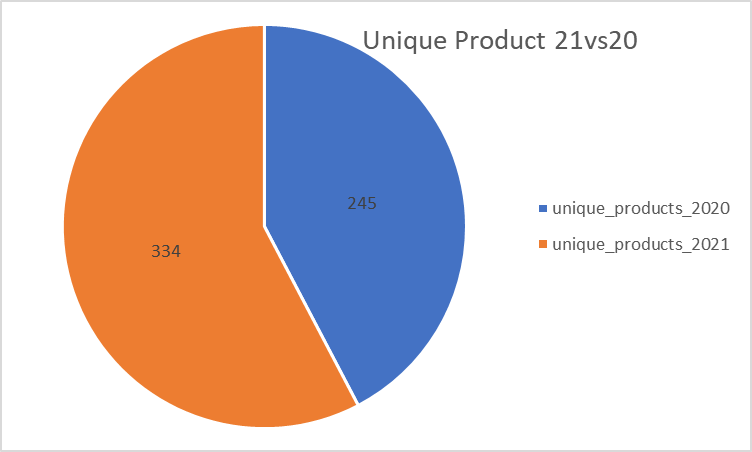 Unique Product 21vs20
245
334
unique_products_2020
unique_products_2021